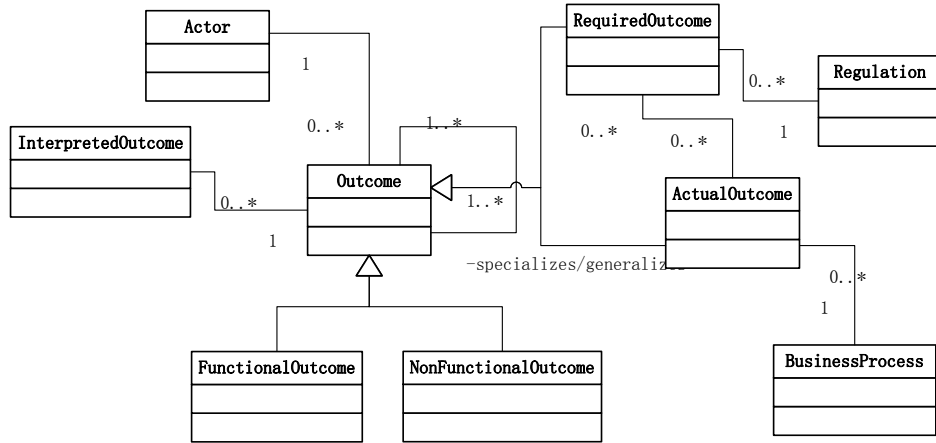 Actor
RequiredOutcome
1
0..*
Regulation
0..*
1..*
0..*
1
InterpretedOutcome
0..*
Outcome
ActualOutcome
0..*
1..*
1
0..*
1
BusinessProcess
FunctionalOutcome
NonFunctionalOutcome